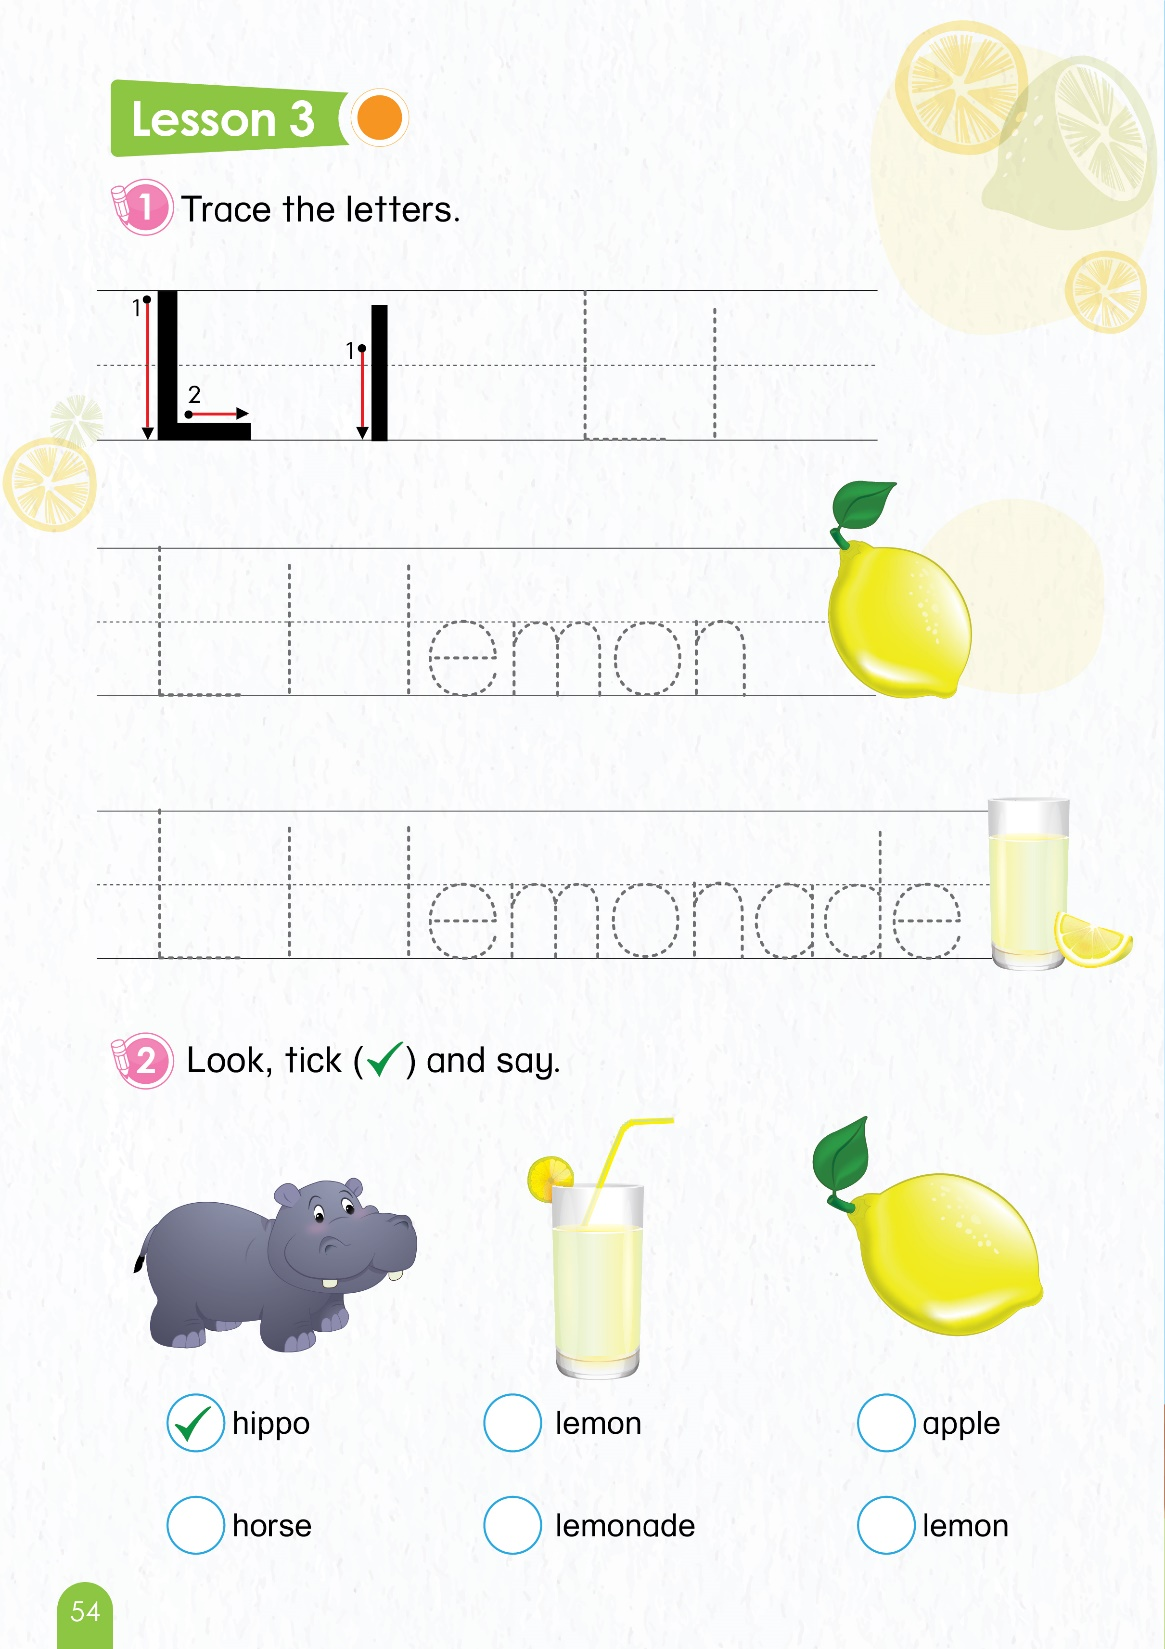 Lesson 3
1 Trace the letters.
1 2 L 1 l L l
L l lemon
L l lemonade
2 Look, tick (✓) and say.
✓ hippo lemon apple
horse lemonade lemon
54